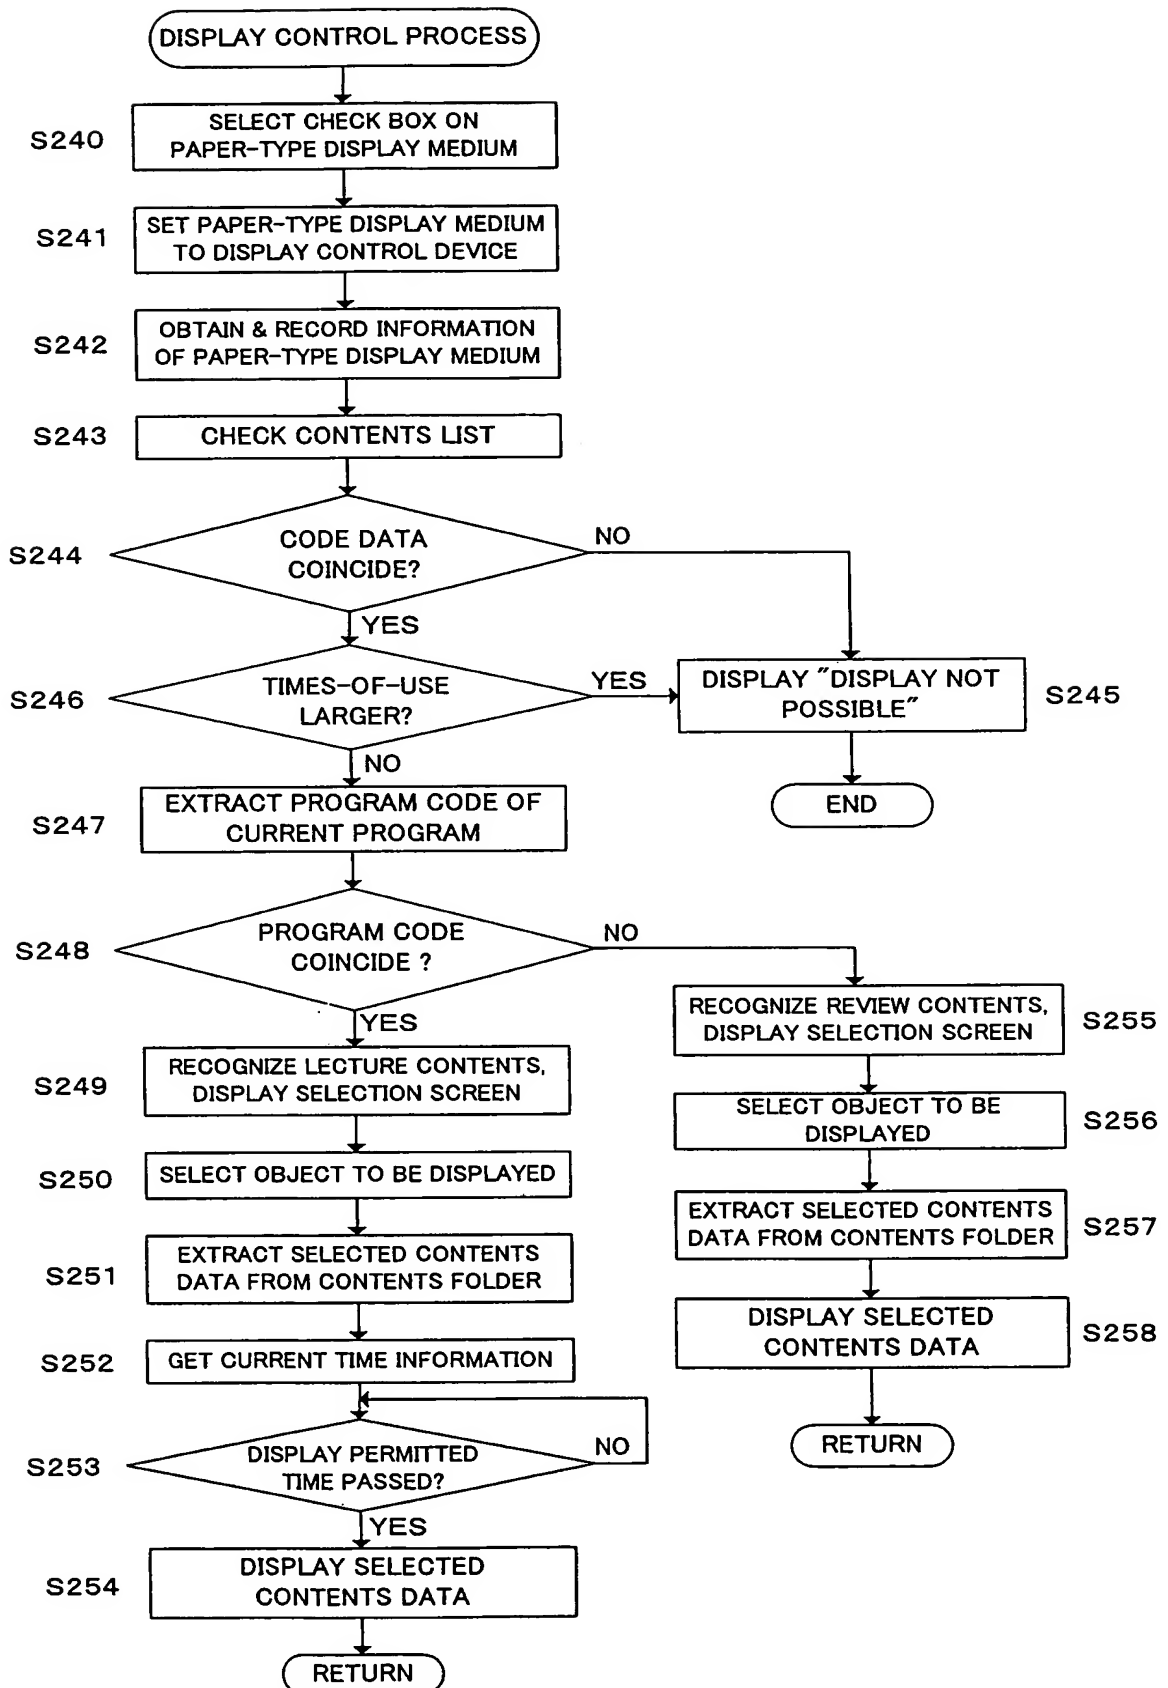 DISPLAY CONTROL PROCESS
S240
SELECT CHECK BOX ON
PAPER-TYPE DISPLAY MEDIUM
S241
SET PAPER-TYPE DISPLAY MEDIUM
TO DISPLAY CONTROL DEVICE
S242
OBTAIN & RECORD INFORMATION
OF PAPER-TYPE DISPLAY MEDIUM
S243
CHECK CONTENTS LIST
S244
CODE DATA
COINCIDE?
NO
YES
S246
TIMES-OF-USE
LARGER?
YES
NO
DISPLAY "DISPLAY NOT
POSSIBLE"
S245
END
S247
EXTRACT PROGRAM CODE OF
CURRENT PROGRAM
S248
PROGRAM CODE
COINCIDE ?
NO
YES
S249
RECOGNIZE LECTURE CONTENTS,
DISPLAY SELECTION SCREEN
S250
SELECT OBJECT TO BE DISPLAYED
S251
EXTRACT SELECTED CONTENTS
DATA FROM CONTENTS FOLDER
S252
GET CURRENT TIME INFORMATION
S253
DISPLAY PERMITTED
TIME PASSED?
NO
YES
S254
DISPLAY SELECTED
CONTENTS DATA
RETURN
RECOGNIZE REVIEW CONTENTS,
DISPLAY SELECTION SCREEN
S255
SELECT OBJECT TO BE
DISPLAYED
S256
EXTRACT SELECTED CONTENTS
DATA FROM CONTENTS FOLDER
S257
DISPLAY SELECTED
CONTENTS DATA
S258
RETURN